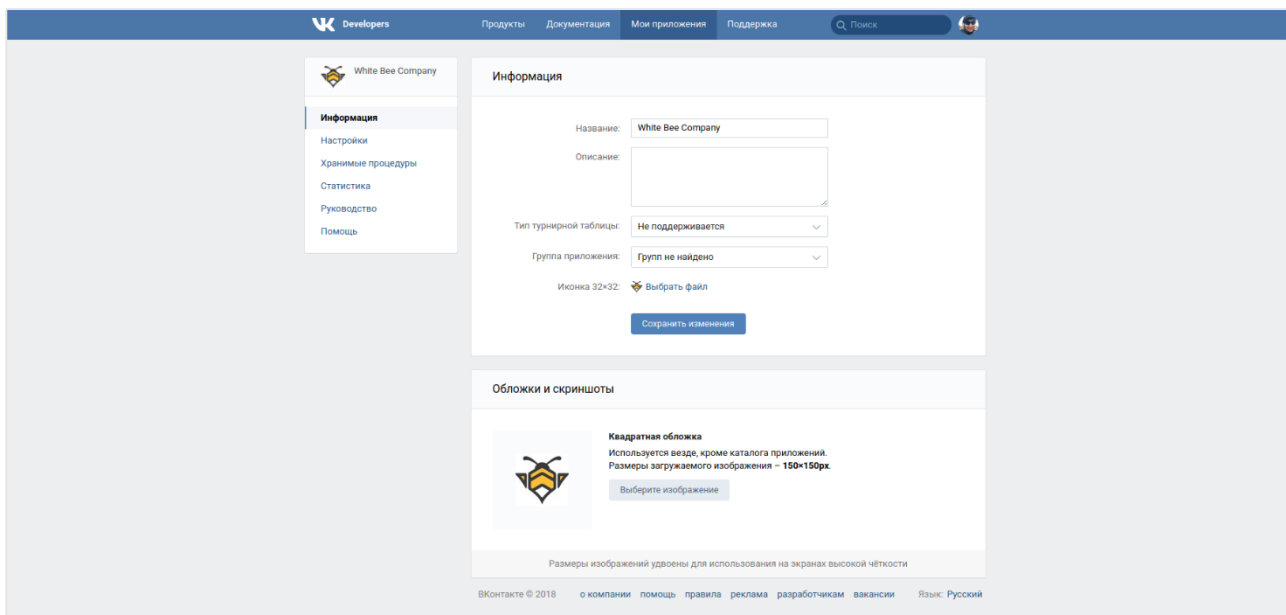 Developers
Продукты Документация Мои приложения Поддержка Поиск
White Bee Company
Информация
Настройки
Хранимые процедуры
Статистика
Руководство
Помощь
Информация
Название: White Bee Company
Описание:
Тип турнирной таблицы: Не поддерживается
Группа приложения: Групп не найдено
Иконка 32×32: Выбрать файл
Сохранить изменения
Обложки и скриншоты
Квадратная обложка
Используется везде, кроме каталога приложений.
Размеры загружаемого изображения – 150×150px.
Выберите изображение
Размеры изображений удвоены для использования на экранах высокой чёткости
ВКонтакте © 2018 о компании помощь правила реклама разработчикам вакансии Язык: Русский